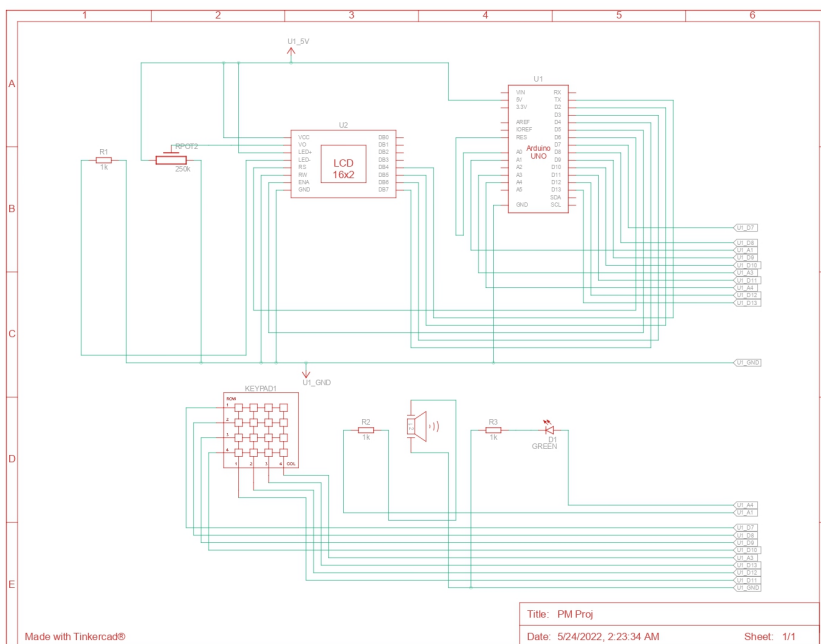 1 2 3 4 5 6
A
B
C
D
E
U1_5V
R1
1k
RPOT2
250k
U2
VCC
VO
LED+
LED-
RS
RW
ENA
GND
DB0
DB1
DB2
DB3
DB4
DB5
DB6
DB7
LCD
16x2
U1
VIN
5V
3.3V
AREF
IOREF
RES
A0
A1
A2
A3
A4
A5
GND
RX
TX
D2
D3
D4
D5
D6
D7
D8
D9
D10
D11
D12
D13
SDA
SCL
Arduino
UNO
U1_D7
U1_D8
U1_A1
U1_D9
U1_D10
U1_A3
U1_D11
U1_A4
U1_D12
U1_D13
U1_GND
U1_GND
KEYPAD1
ROW
1
2
3
4
1 2 3 4 COL
R2
1k
R3
1k
D1
GREEN
U1_A4
U1_A1
U1_D7
U1_D8
U1_D9
U1_D10
U1_A3
U1_D13
U1_D12
U1_D11
U1_GND
Title: PM Proj
Made with Tinkercad®
Date: 5/24/2022, 2:23:34 AM
Sheet: 1/1